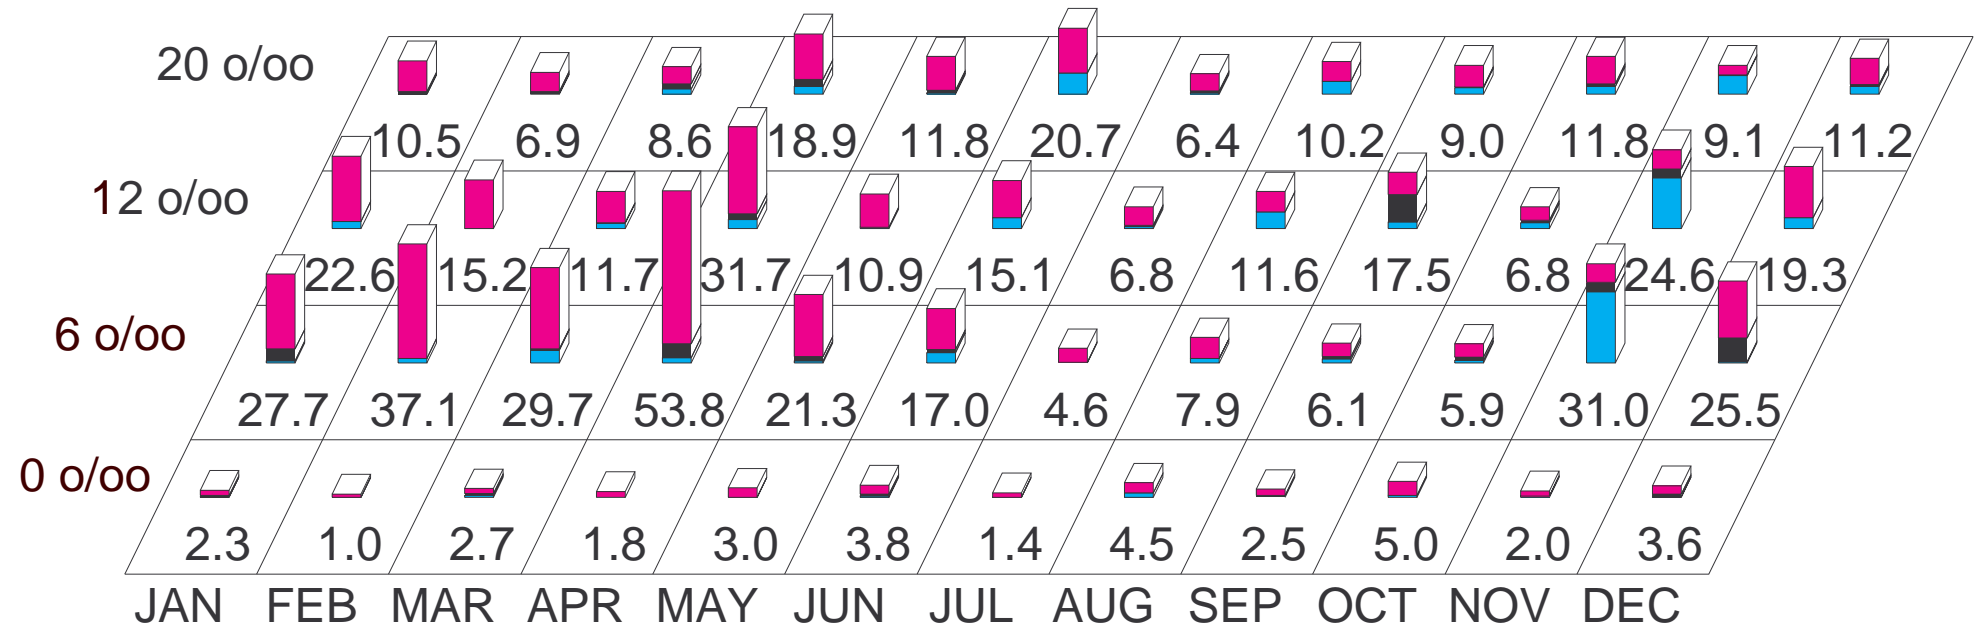 20 o/oo
10.5 6.9 8.6 18.9 11.8 20.7 6.4 10.2 9.0 11.8 9.1 11.2
12 o/oo
22.6 15.2 11.7 31.7 10.9 15.1 6.8 11.6 17.5 6.8 24.6 19.3
6 o/oo
27.7 37.1 29.7 53.8 21.3 17.0 4.6 7.9 6.1 5.9 31.0 25.5
0 o/oo
2.3 1.0 2.7 1.8 3.0 3.8 1.4 4.5 2.5 5.0 2.0 3.6
JAN FEB MAR APR MAY JUN JUL AUG SEP OCT NOV DEC